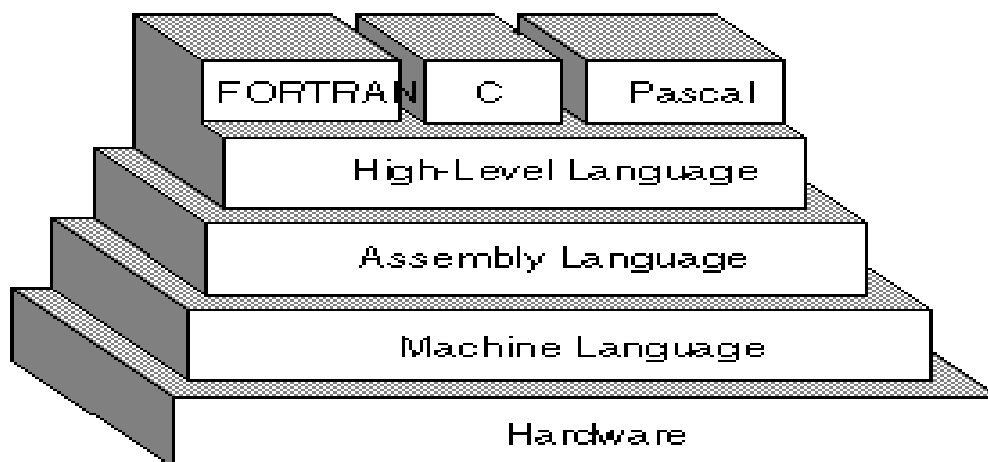 FORTRAN C Pascal
High-Level Language
Assembly Language
Machine Language
Hardware